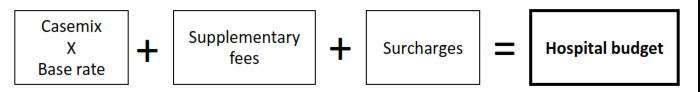 Casemix
X
Base rate
+
Supplementary
fees
+
Surcharges
=
Hospital budget